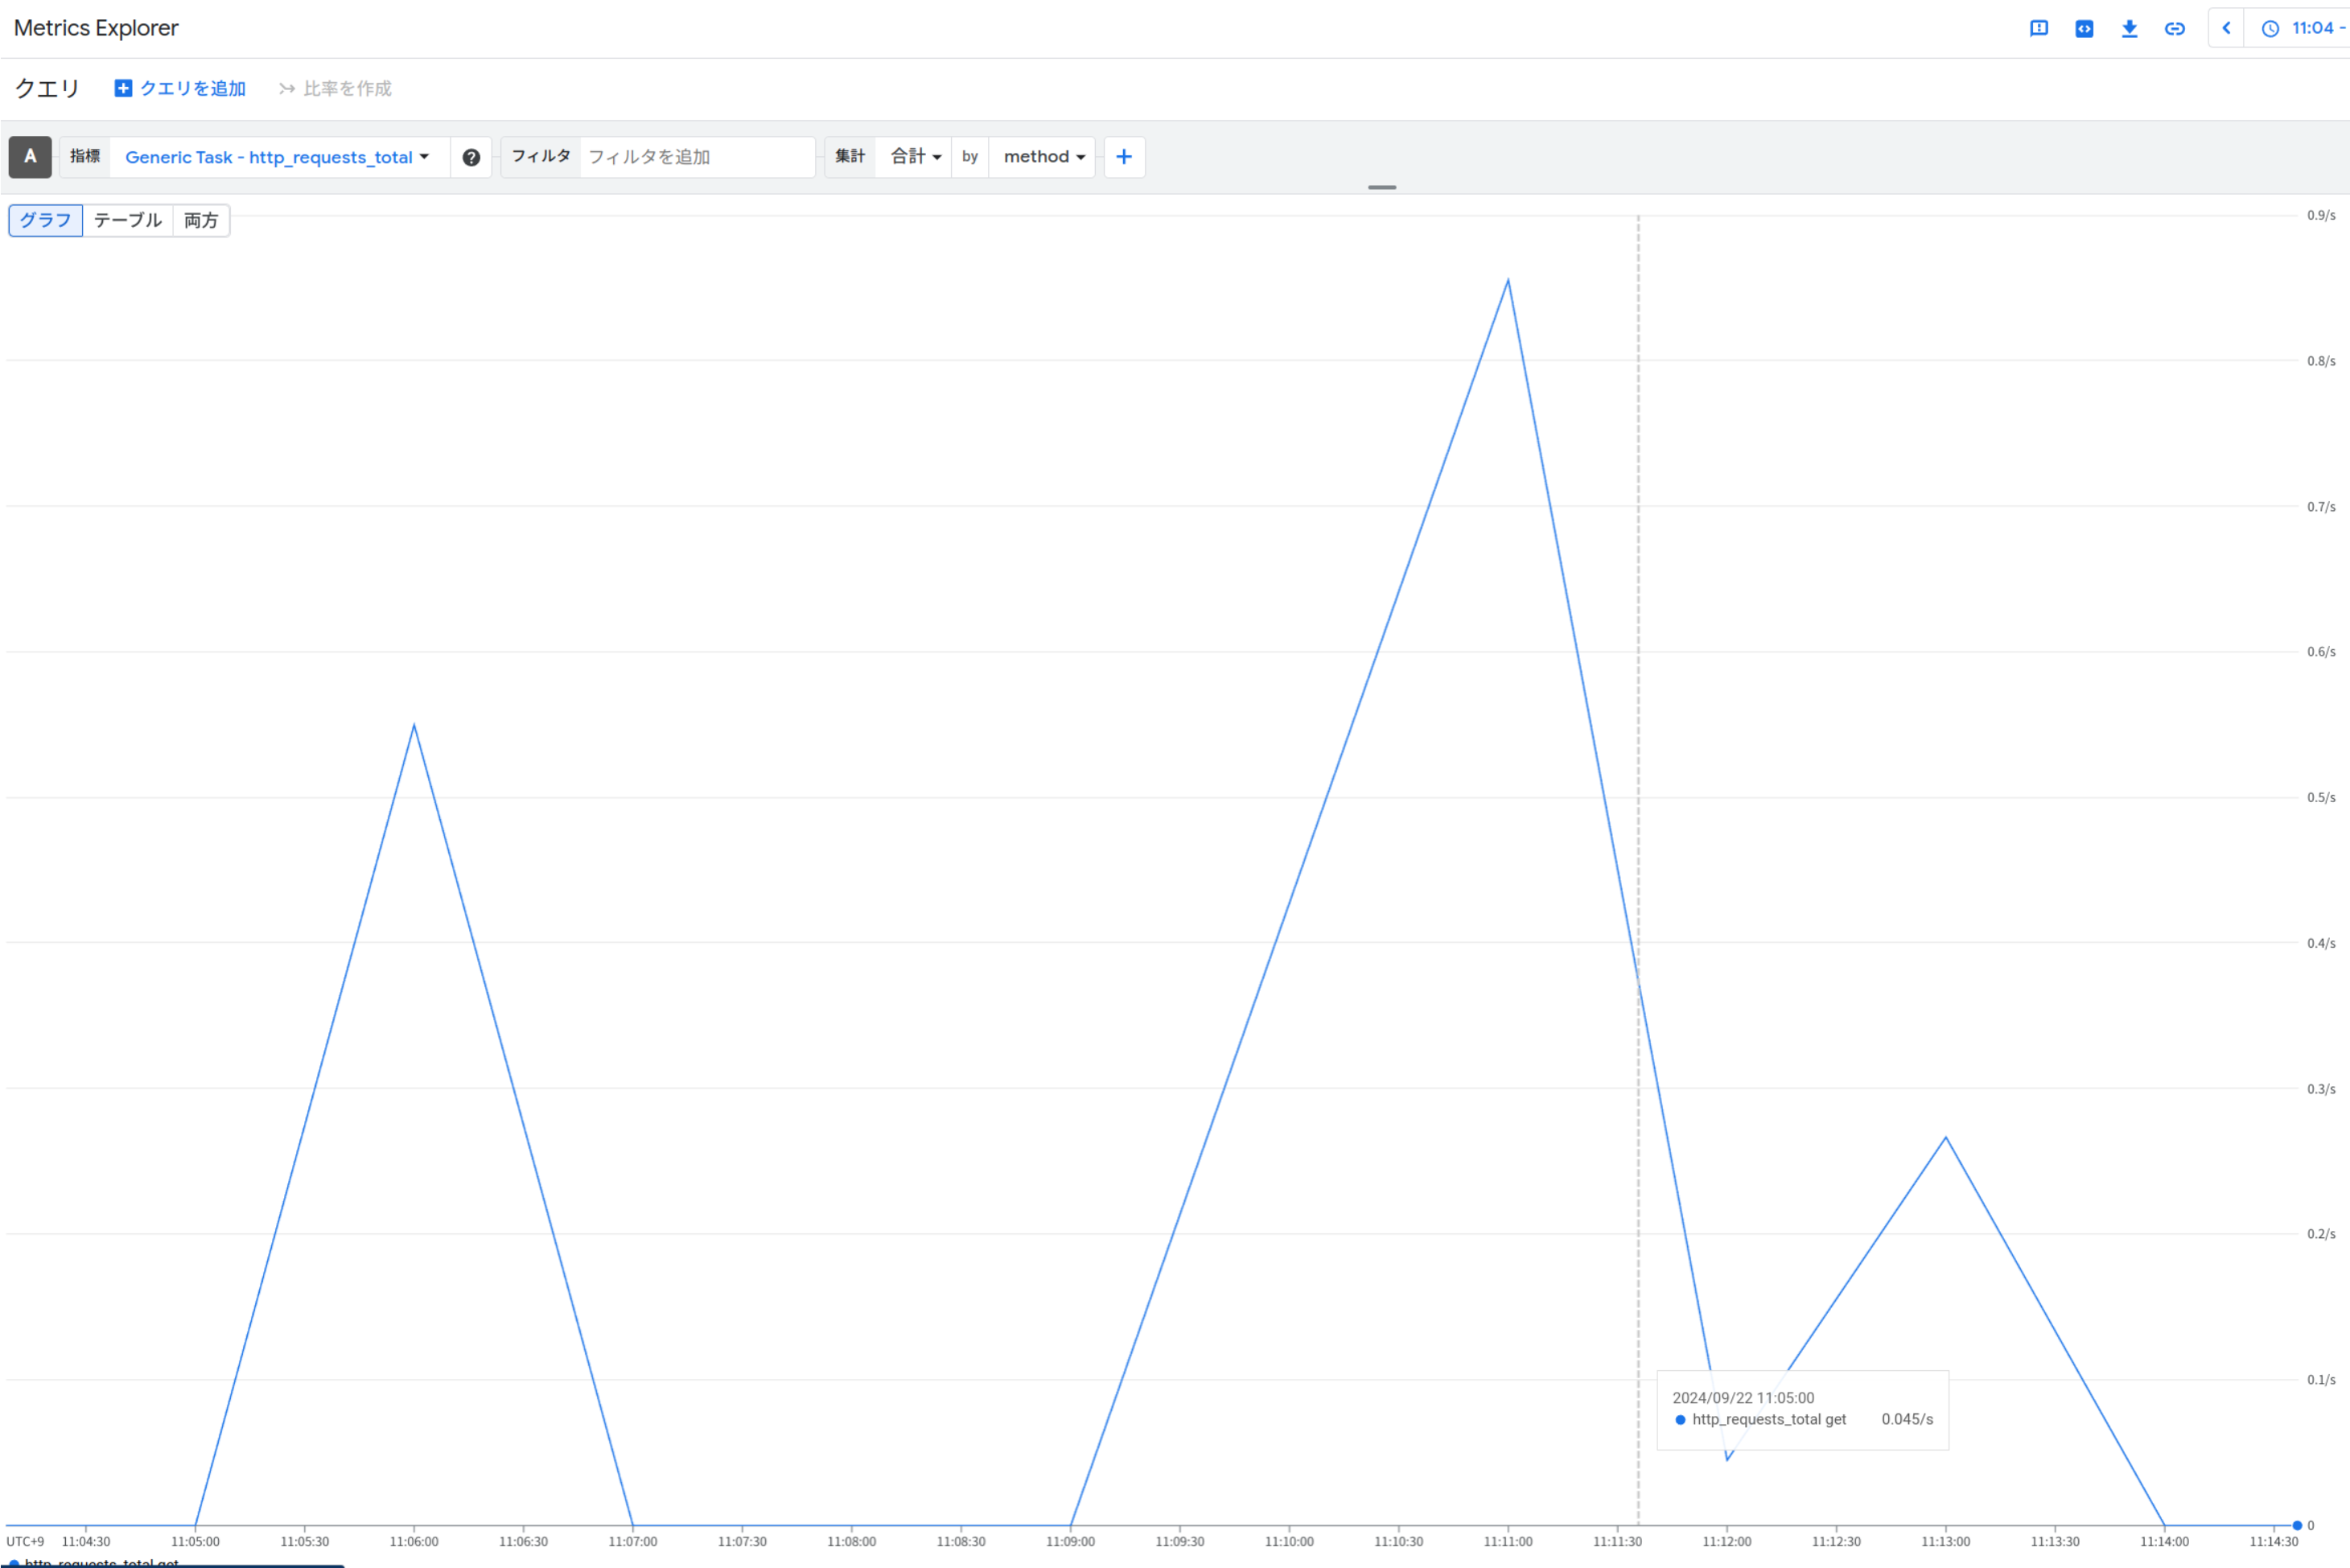 Metrics Explorer
11:04 -
クエリ クエリを追加 比率を作成
A 指標 Generic Task - http_requests_total フィルタ フィルタを追加 集計 合計 by method
グラフ テーブル 両方
0.9/s
0.8/s
0.7/s
0.6/s
0.5/s
0.4/s
0.3/s
0.2/s
0.1/s
2024/09/22 11:05:00
http_requests_total get 0.045/s
0
UTC+9 11:04:30 11:05:00 11:05:30 11:06:00 11:06:30 11:07:00 11:07:30 11:08:00 11:08:30 11:09:00 11:09:30 11:10:00 11:10:30 11:11:00 11:11:30 11:12:00 11:12:30 11:13:00 11:13:30 11:14:00 11:14:30
http_requests_total get